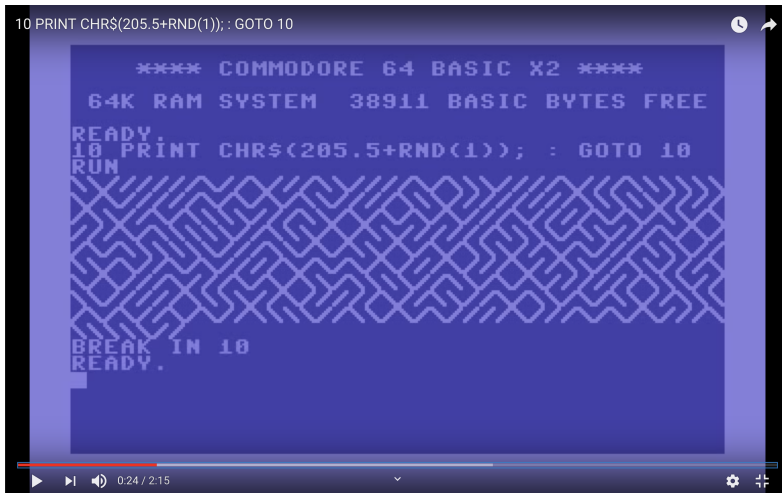 10 PRINT CHR$(205.5+RND(1)); : GOTO 10
**** COMMODORE 64 BASIC X2 ****
64K RAM SYSTEM  38911 BASIC BYTES FREE
READY.
10 PRINT CHR$(205.5+RND(1)); : GOTO 10
RUN
BREAK IN 10
READY.
0:24 / 2:15